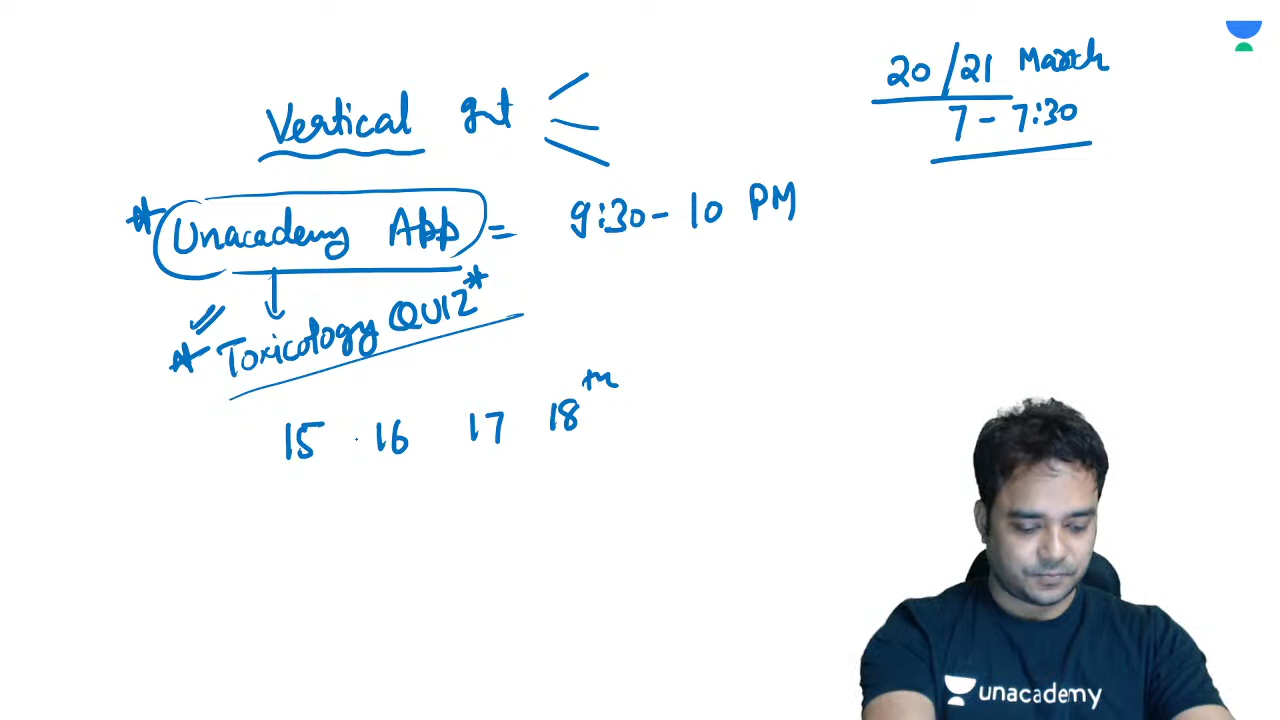 20/21 March
7 - 7:30
Vertical gnt
Unacademy App = 9:30 - 10 PM
Toxicology QUIZ
15 16 17 18th
unacademy